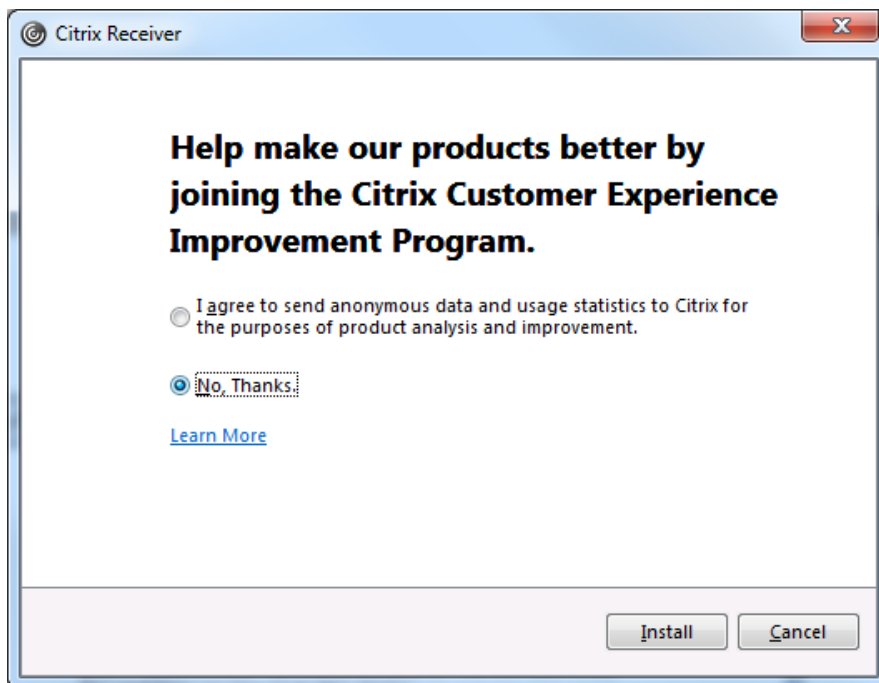 Citrix Receiver
X
Help make our products better by
joining the Citrix Customer Experience
Improvement Program.
I agree to send anonymous data and usage statistics to Citrix for
the purposes of product analysis and improvement.
No, Thanks.
Learn More
Install Cancel